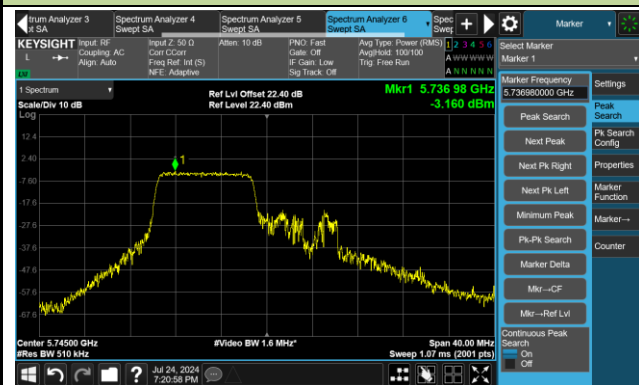 trum Analyzer 3
pt SA
Spectrum Analyzer 4
Swept SA
Spectrum Analyzer 5
Swept SA
Spectrum Analyzer 6
Swept SA
Spec
Swep
Marker
KEYSIGHT
L
Input: RF
Coupling: AC
Align: Auto
Input Z: 50 Ω
Corr CCorr
Freq Ref: Int (S)
NFE: Adaptive
Atten: 10 dB
PNO: Fast
Gate: Off
IF Gain: Low
Sig Track: Off
Avg Type: Power (RMS)
Avg|Hold: 100/100
Trig: Free Run
1 2 3 4 5 6
A W W W W W
A N N N N N
Select Marker
Marker 1
1 Spectrum
Scale/Div 10 dB
Log
Ref Lvl Offset 22.40 dB
Ref Level 22.40 dBm
Mkr1 5.736 98 GHz
-3.160 dBm
12.4
2.40
-7.60
-17.6
-27.6
-37.6
-47.6
-57.6
-67.6
1
Center 5.74500 GHz
#Res BW 510 kHz
#Video BW 1.6 MHz*
Span 40.00 MHz
Sweep 1.07 ms (2001 pts)
Marker Frequency
5.736980000 GHz
Peak Search
Next Peak
Next Pk Right
Next Pk Left
Minimum Peak
Pk-Pk Search
Marker Delta
Mkr→CF
Mkr→Ref Lvl
Continuous Peak
Search
On
Off
Settings
Peak
Search
Pk Search
Config
Properties
Marker
Function
Marker→
Counter
?
Jul 24, 2024
7:20:58 PM